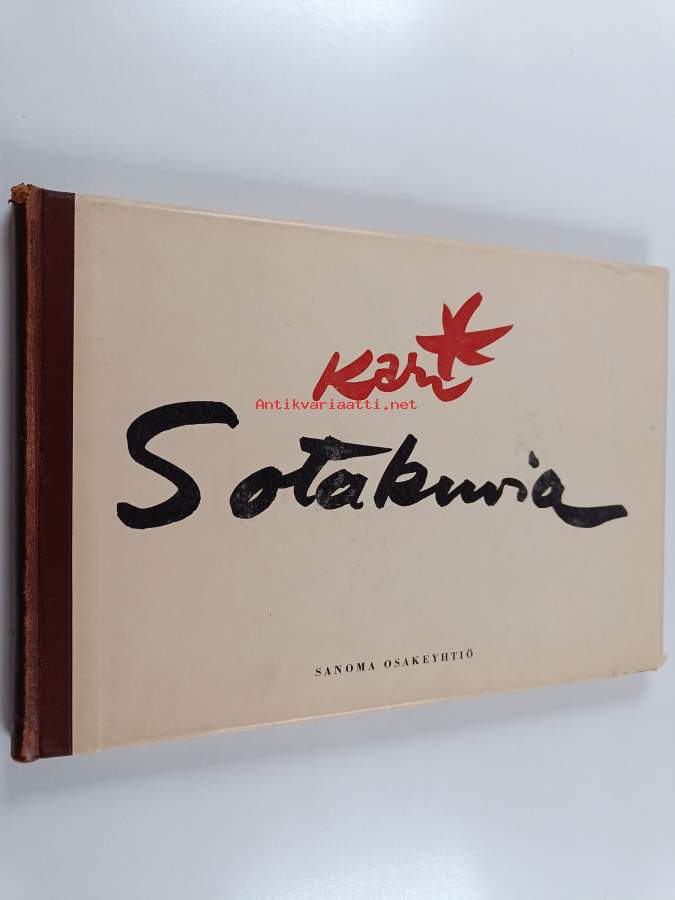 Kari
Antikvariaatti.net
Sotakuvia
SANOMA OSAKEYHTIÖ